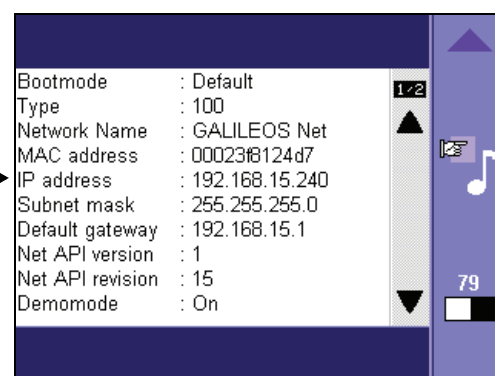 Bootmode : Default
Type : 100
Network Name : GALILEOS Net
MAC address : 00023f8124d7
IP address : 192.168.15.240
Subnet mask : 255.255.255.0
Default gateway : 192.168.15.1
Net API version : 1
Net API revision : 15
Demomode : On
1/2
79